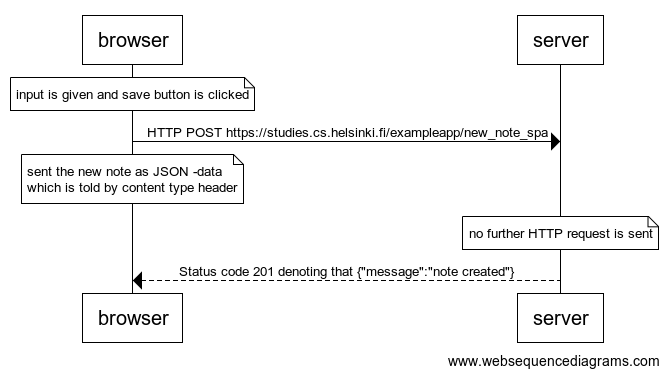 browser
server
input is given and save button is clicked
HTTP POST https://studies.cs.helsinki.fi/exampleapp/new_note_spa
sent the new note as JSON -data
which is told by content type header
no further HTTP request is sent
Status code 201 denoting that {"message":"note created"}
browser
server
www.websequencediagrams.com